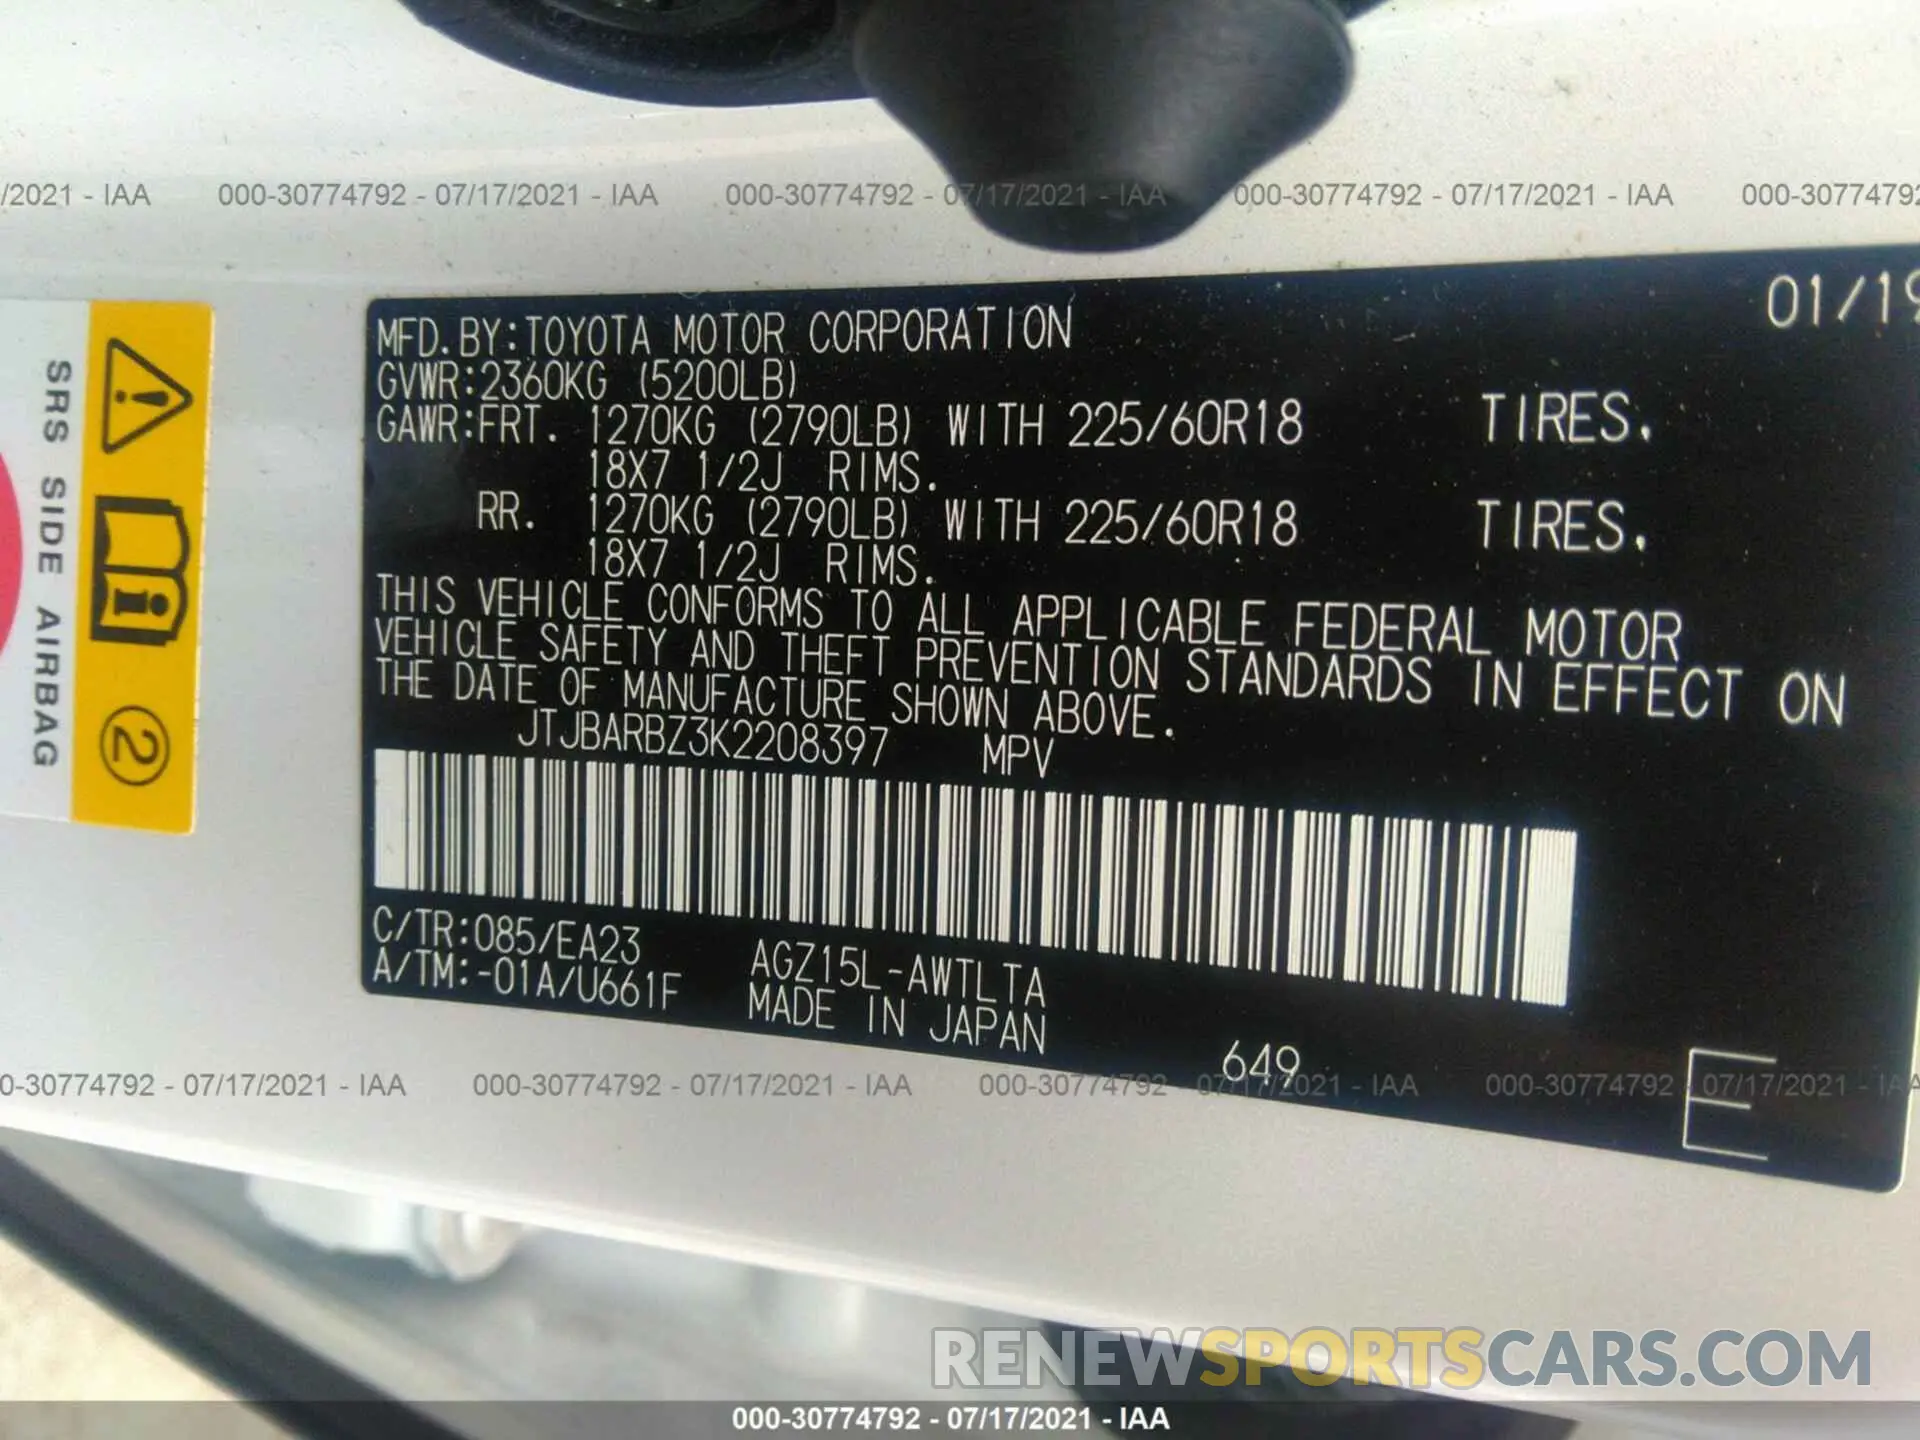 /2021 - IAA 000-30774792 - 07/17/2021 - IAA 000-30774792 - 07/17/2021 - IAA 000-30774792 - 07/17/2021 - IAA 000-30774792
01/19
MFD.BY:TOYOTA MOTOR CORPORATION
GVWR:2360KG (5200LB)
GAWR:FRT. 1270KG (2790LB) WITH 225/60R18 TIRES.
18X7 1/2J RIMS.
RR. 1270KG (2790LB) WITH 225/60R18 TIRES.
18X7 1/2J RIMS.
THIS VEHICLE CONFORMS TO ALL APPLICABLE FEDERAL MOTOR
VEHICLE SAFETY AND THEFT PREVENTION STANDARDS IN EFFECT ON
THE DATE OF MANUFACTURE SHOWN ABOVE.
JTJBARBZ3K2208397 MPV
C/TR:085/EA23 AGZ15L-AWTLTA
A/TM:-01A/U661F MADE IN JAPAN
649
E
SRS SIDE AIRBAG
2
0-30774792 - 07/17/2021 - IAA 000-30774792 - 07/17/2021 - IAA 000-30774792 - 07/17/2021 - IAA 000-30774792 - 07/17/2021 - IAA
RENEWSPORTSCARS.COM
000-30774792 - 07/17/2021 - IAA